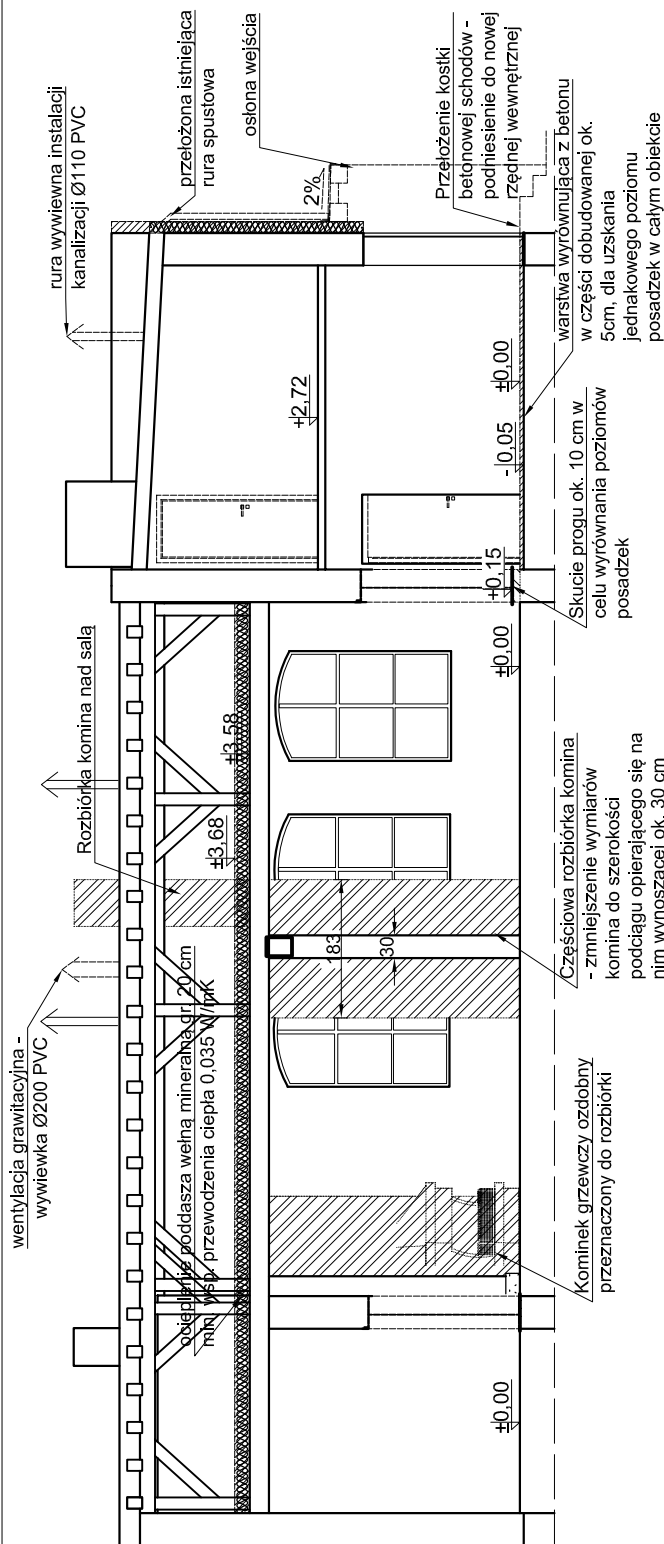 wentylacja grawitacyjna -
wywiewka Ø200 PVC
Rozbiórka komina nad salą
rura wywiewna instalacji
kanalizacji Ø110 PVC
przełożona istniejąca
rura spustowa
osłona wejścia
2%
ocieplenie poddasza wełną mineralną gr. 20 cm
min. wsp. przewodzenia ciepła 0,035 W/mK
±3,68
+3,58
+2,72
183
30
±0,00
±0,00
+0,15
-0,05
±0,00
Przełożenie kostki
betonowej schodów -
podniesienie do nowej
rzędnej wewnętrznej
Kominek grzewczy ozdobny
przeznaczony do rozbiórki
Częściowa rozbiórka komina
- zmniejszenie wymiarów
komina do szerokości
podciągu opierającego się na
nim wynoszącej ok. 30 cm
Skucie progu ok. 10 cm w
celu wyrównania poziomów
posadzek
warstwa wyrównująca z betonu
w części dobudowanej ok.
5cm, dla uzskania
jednakowego poziomu
posadzek w całym obiekcie